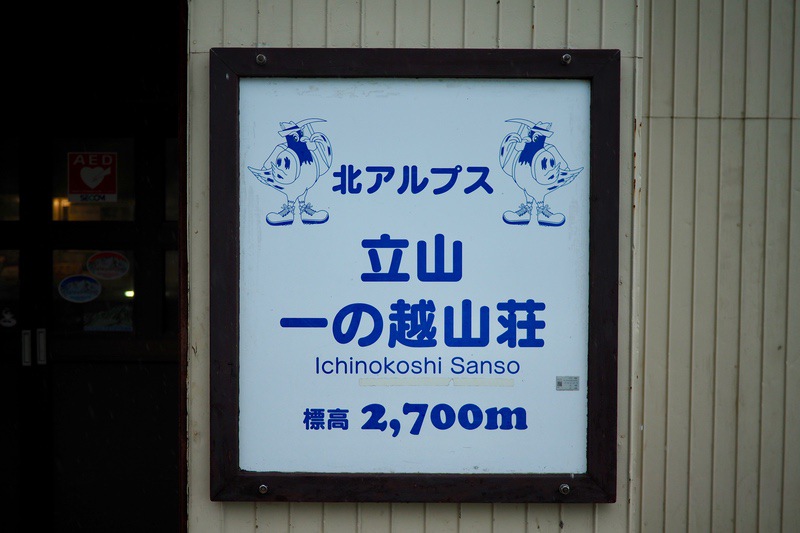 AED
SECOM
北アルプス
立山
一の越山荘
Ichinokoshi Sanso
標高 2,700m